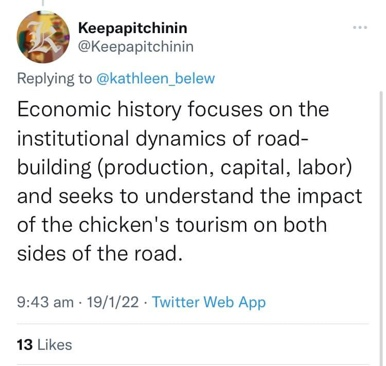 Keepapitchinin
@Keepapitchinin
Replying to @kathleen_belew
Economic history focuses on the
institutional dynamics of road-
building (production, capital, labor)
and seeks to understand the impact
of the chicken's tourism on both
sides of the road.
9:43 am · 19/1/22 · Twitter Web App
13 Likes